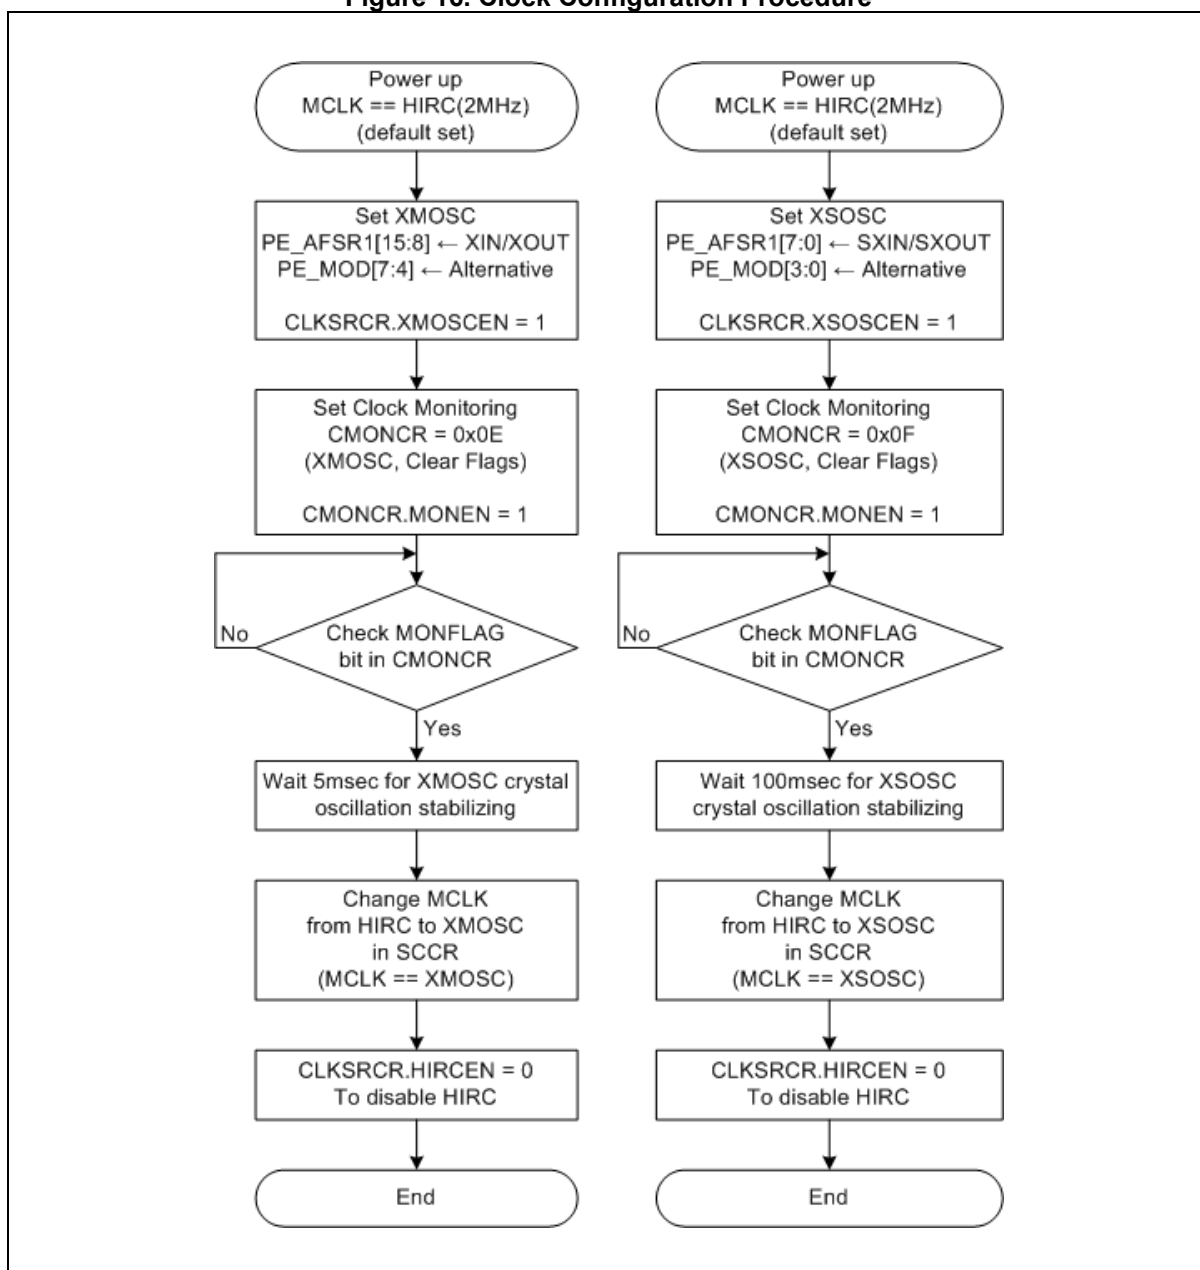 Figure 16. Clock Configuration Procedure
Power up
MCLK == HIRC(2MHz)
(default set)
Set XMOSC
PE_AFSR1[15:8] ← XIN/XOUT
PE_MOD[7:4] ← Alternative
CLKSRCR.XMOSCEN = 1
Set Clock Monitoring
CMONCR = 0x0E
(XMOSC, Clear Flags)
CMONCR.MONEN = 1
No
Check MONFLAG
bit in CMONCR
Yes
Wait 5msec for XMOSC crystal
oscillation stabilizing
Change MCLK
from HIRC to XMOSC
in SCCR
(MCLK == XMOSC)
CLKSRCR.HIRCEN = 0
To disable HIRC
End
Power up
MCLK == HIRC(2MHz)
(default set)
Set XSOSC
PE_AFSR1[7:0] ← SXIN/SXOUT
PE_MOD[3:0] ← Alternative
CLKSRCR.XSOSCEN = 1
Set Clock Monitoring
CMONCR = 0x0F
(XSOSC, Clear Flags)
CMONCR.MONEN = 1
No
Check MONFLAG
bit in CMONCR
Yes
Wait 100msec for XSOSC
crystal oscillation stabilizing
Change MCLK
from HIRC to XSOSC
in SCCR
(MCLK == XSOSC)
CLKSRCR.HIRCEN = 0
To disable HIRC
End